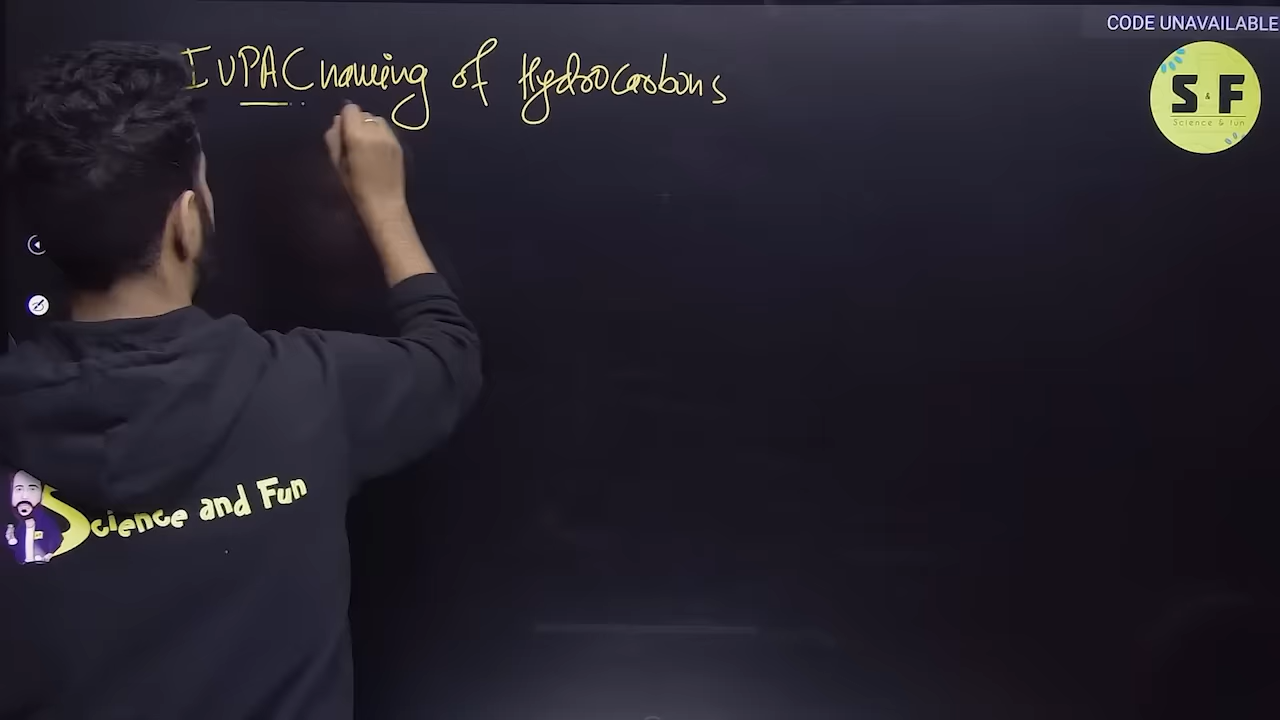 CODE UNAVAILABLE
IUPAC naming of Hydrocarbons
S & F
Science & fun
Science and Fun